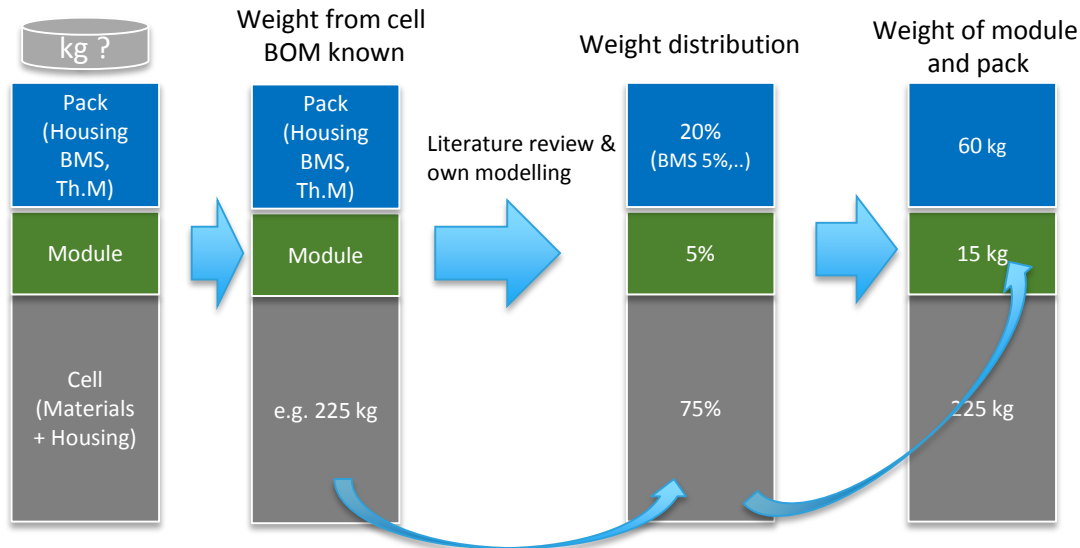 kg ?
Pack
(Housing
BMS,
Th.M)
Module
Cell
(Materials
+ Housing)
Weight from cell
BOM known
Pack
(Housing
BMS,
Th.M)
Module
e.g. 225 kg
Literature review &
own modelling
Weight distribution
20%
(BMS 5%,..)
5%
75%
Weight of module
and pack
60 kg
15 kg
225 kg